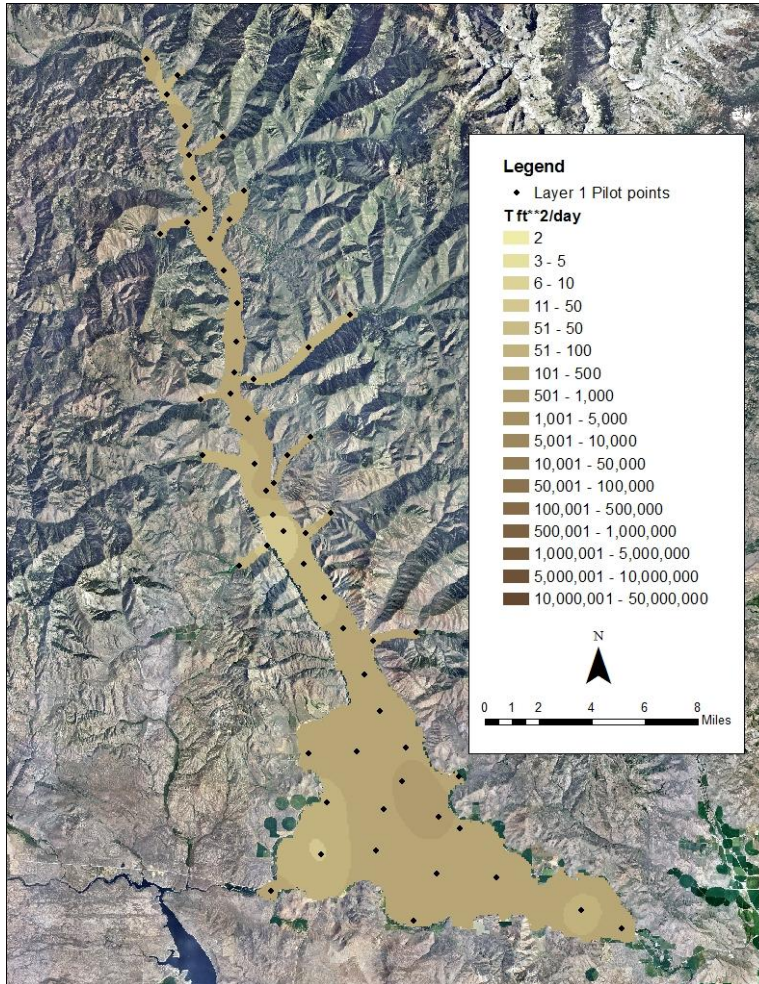 Legend
Layer 1 Pilot points
T ft**2/day
2
3 - 5
6 - 10
11 - 50
51 - 50
51 - 100
101 - 500
501 - 1,000
1,001 - 5,000
5,001 - 10,000
10,001 - 50,000
50,001 - 100,000
100,001 - 500,000
500,001 - 1,000,000
1,000,001 - 5,000,000
5,000,001 - 10,000,000
10,000,001 - 50,000,000
N
0 1 2 4 6 8
Miles